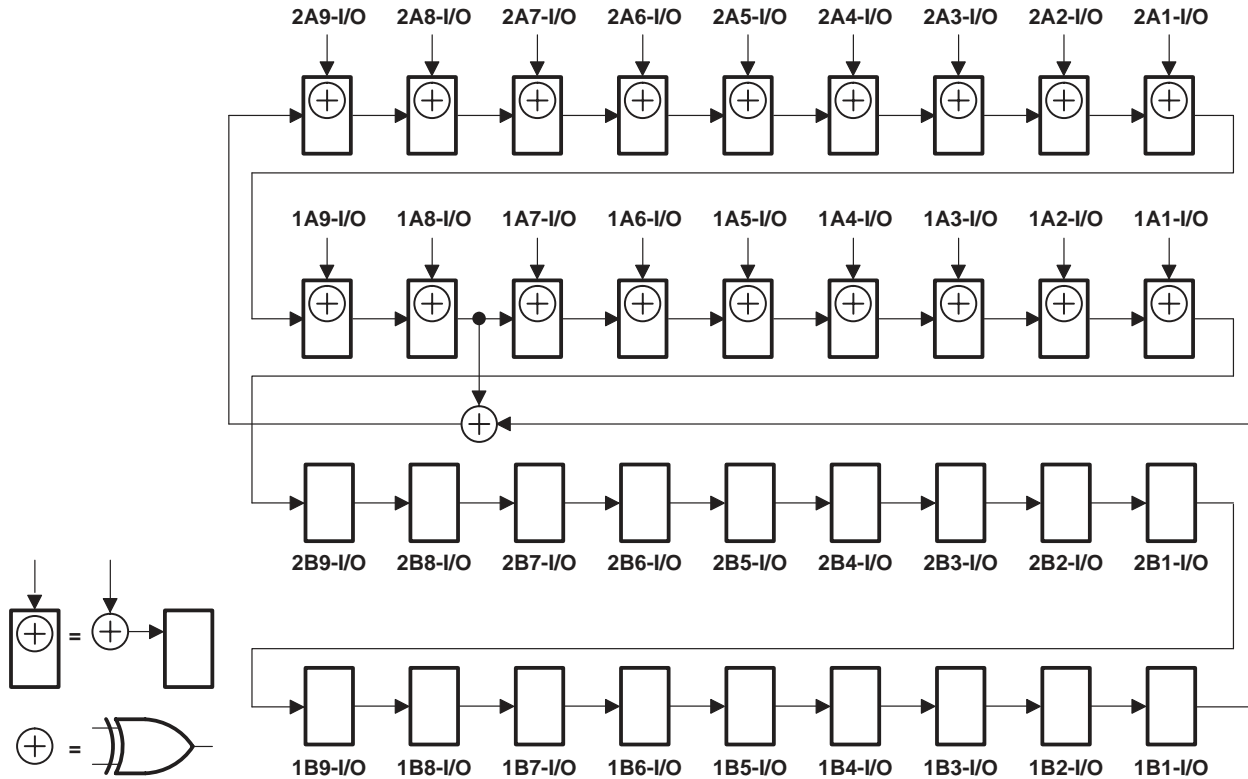 2A9-I/O 2A8-I/O 2A7-I/O 2A6-I/O 2A5-I/O 2A4-I/O 2A3-I/O 2A2-I/O 2A1-I/O
1A9-I/O 1A8-I/O 1A7-I/O 1A6-I/O 1A5-I/O 1A4-I/O 1A3-I/O 1A2-I/O 1A1-I/O
2B9-I/O 2B8-I/O 2B7-I/O 2B6-I/O 2B5-I/O 2B4-I/O 2B3-I/O 2B2-I/O 2B1-I/O
=
=
1B9-I/O 1B8-I/O 1B7-I/O 1B6-I/O 1B5-I/O 1B4-I/O 1B3-I/O 1B2-I/O 1B1-I/O